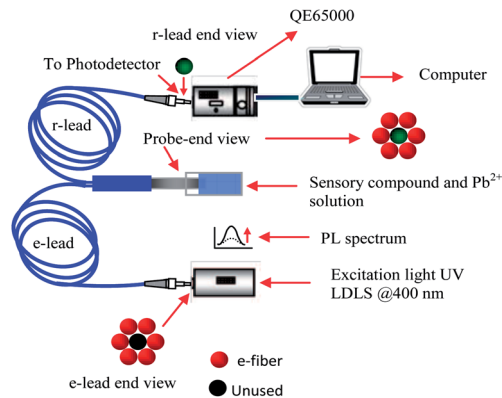 QE65000
r-lead end view
To Photodetector
Computer
r-lead
Probe-end view
Sensory compound and Pb²⁺
solution
e-lead
PL spectrum
Excitation light UV
LDLS @400 nm
e-fiber
e-lead end view
Unused